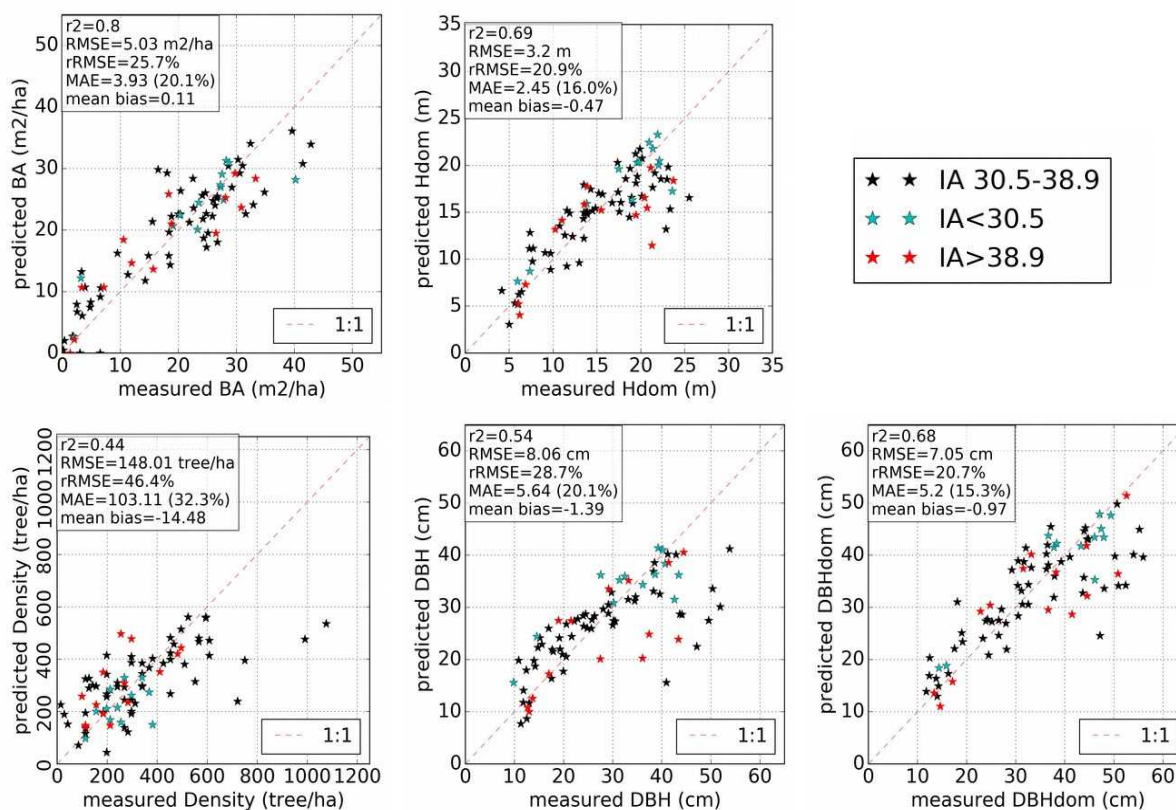 r2=0.8
RMSE=5.03 m2/ha
rRMSE=25.7%
MAE=3.93 (20.1%)
mean bias=0.11
50
40
30
20
10
0
predicted BA (m2/ha)
1:1
0 10 20 30 40 50
measured BA (m2/ha)
r2=0.69
RMSE=3.2 m
rRMSE=20.9%
MAE=2.45 (16.0%)
mean bias=-0.47
35
30
25
20
15
10
5
0
predicted Hdom (m)
1:1
0 5 10 15 20 25 30 35
measured Hdom (m)
IA 30.5-38.9
IA<30.5
IA>38.9
r2=0.44
RMSE=148.01 tree/ha
rRMSE=46.4%
MAE=103.11 (32.3%)
mean bias=-14.48
1200
1000
800
600
400
200
0
predicted Density (tree/ha)
1:1
0 200 400 600 800 1000 1200
measured Density (tree/ha)
r2=0.54
RMSE=8.06 cm
rRMSE=28.7%
MAE=5.64 (20.1%)
mean bias=-1.39
60
50
40
30
20
10
0
predicted DBH (cm)
1:1
0 10 20 30 40 50 60
measured DBH (cm)
r2=0.68
RMSE=7.05 cm
rRMSE=20.7%
MAE=5.2 (15.3%)
mean bias=-0.97
60
50
40
30
20
10
0
predicted DBHdom (cm)
1:1
0 10 20 30 40 50 60
measured DBHdom (cm)